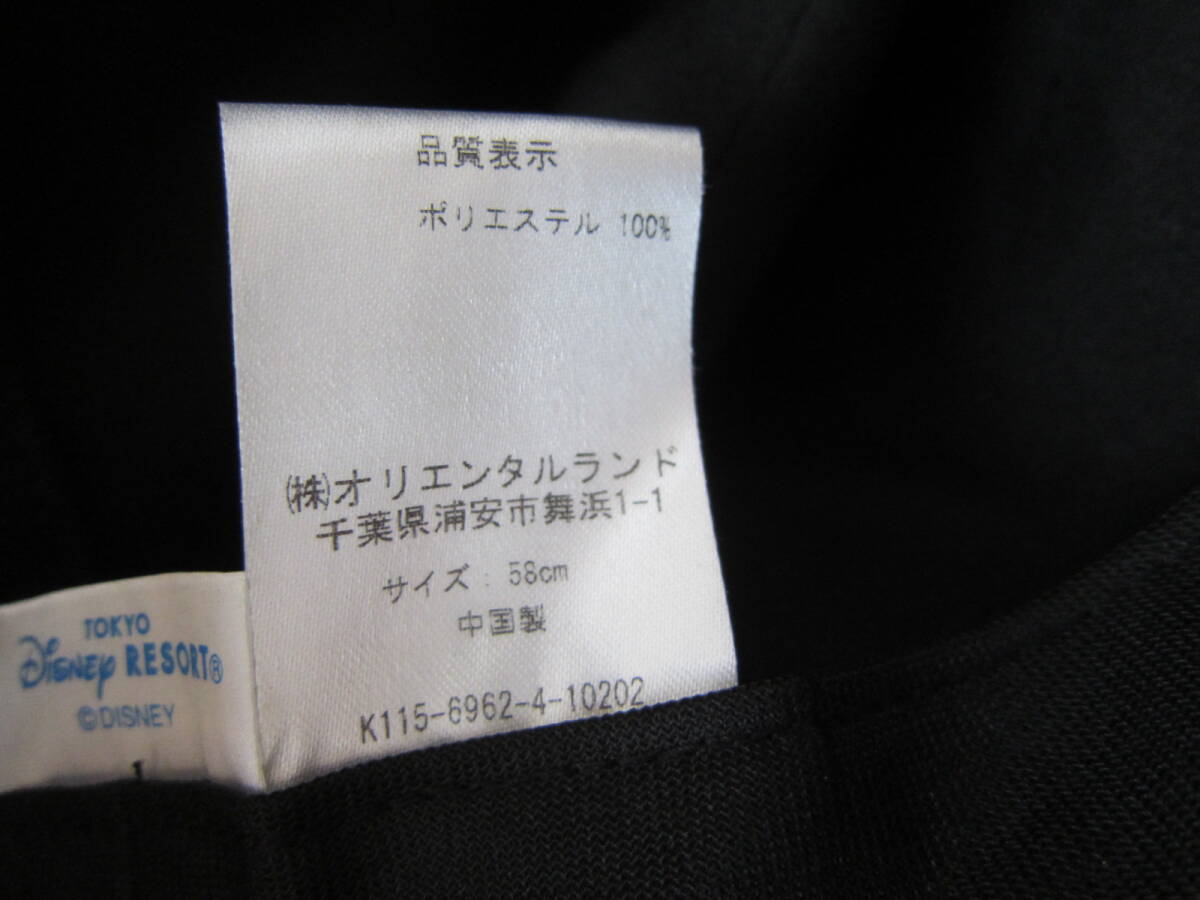 品質表示
ポリエステル 100%
(株)オリエンタルランド
千葉県浦安市舞浜1-1
サイズ: 58cm
中国製
K115-6962-4-10202
TOKYO
Disney RESORT®
©DISNEY